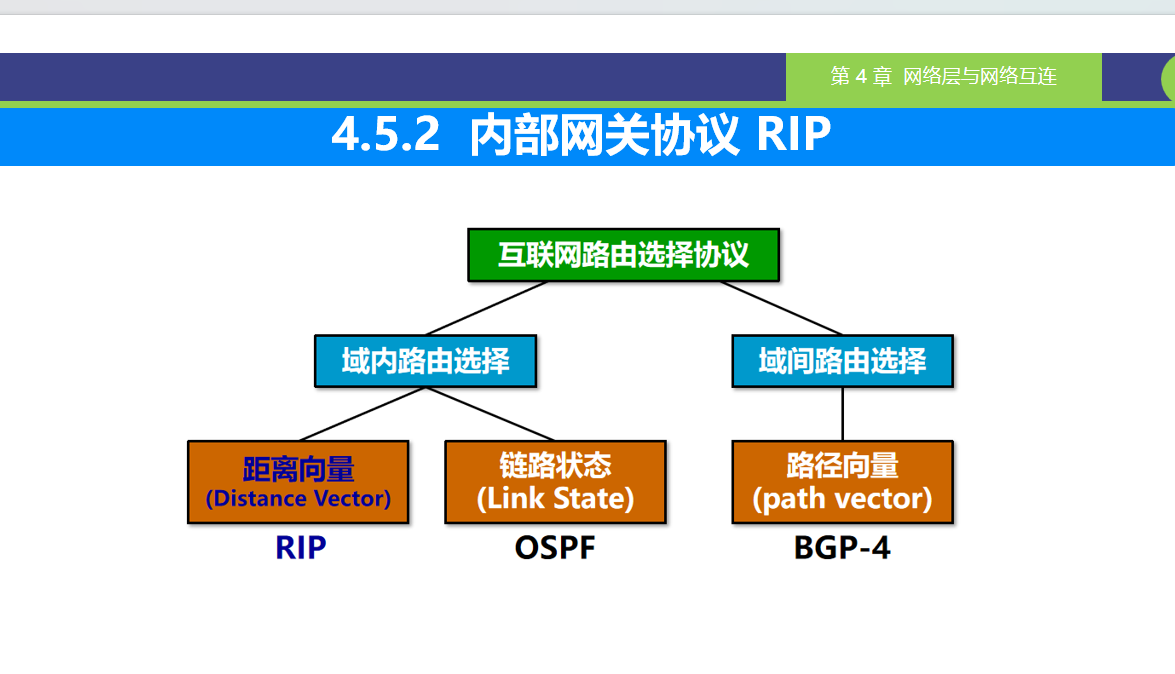 第 4 章 网络层与网络互连
4.5.2 内部网关协议 RIP
互联网路由选择协议
域内路由选择
域间路由选择
距离向量
(Distance Vector)
链路状态
(Link State)
路径向量
(path vector)
RIP
OSPF
BGP-4